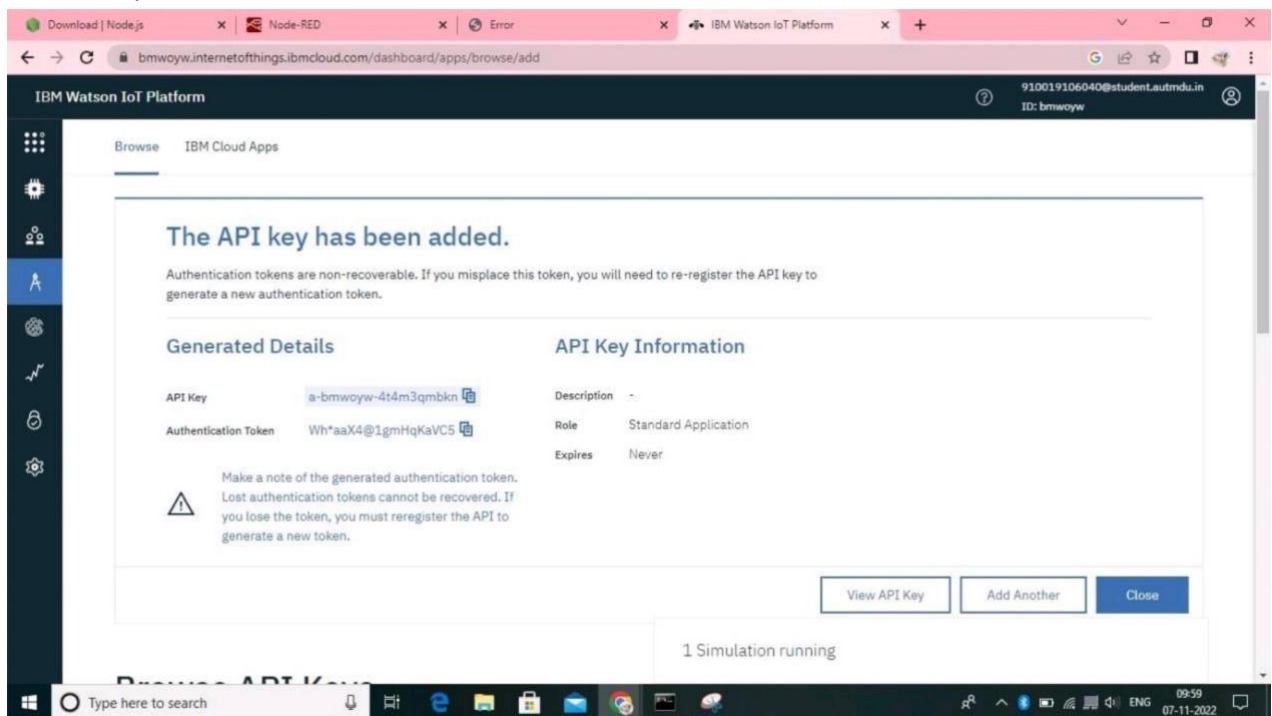 Download | Node.js
Node-RED
Error
IBM Watson IoT Platform
bmwoyw.internetofthings.ibmcloud.com/dashboard/apps/browse/add
IBM Watson IoT Platform
910019106040@student.autmdu.in
ID: bmwoyw
Browse IBM Cloud Apps
The API key has been added.
Authentication tokens are non-recoverable. If you misplace this token, you will need to re-register the API key to
generate a new authentication token.
Generated Details
API Key a-bmwoyw-4t4m3qmbkn
Authentication Token Wh*aaX4@1gmHqKaVC5
Make a note of the generated authentication token.
Lost authentication tokens cannot be recovered. If
you lose the token, you must reregister the API to
generate a new token.
API Key Information
Description -
Role Standard Application
Expires Never
View API Key Add Another Close
1 Simulation running
Browse API Keys
Type here to search
ENG
09:59
07-11-2022